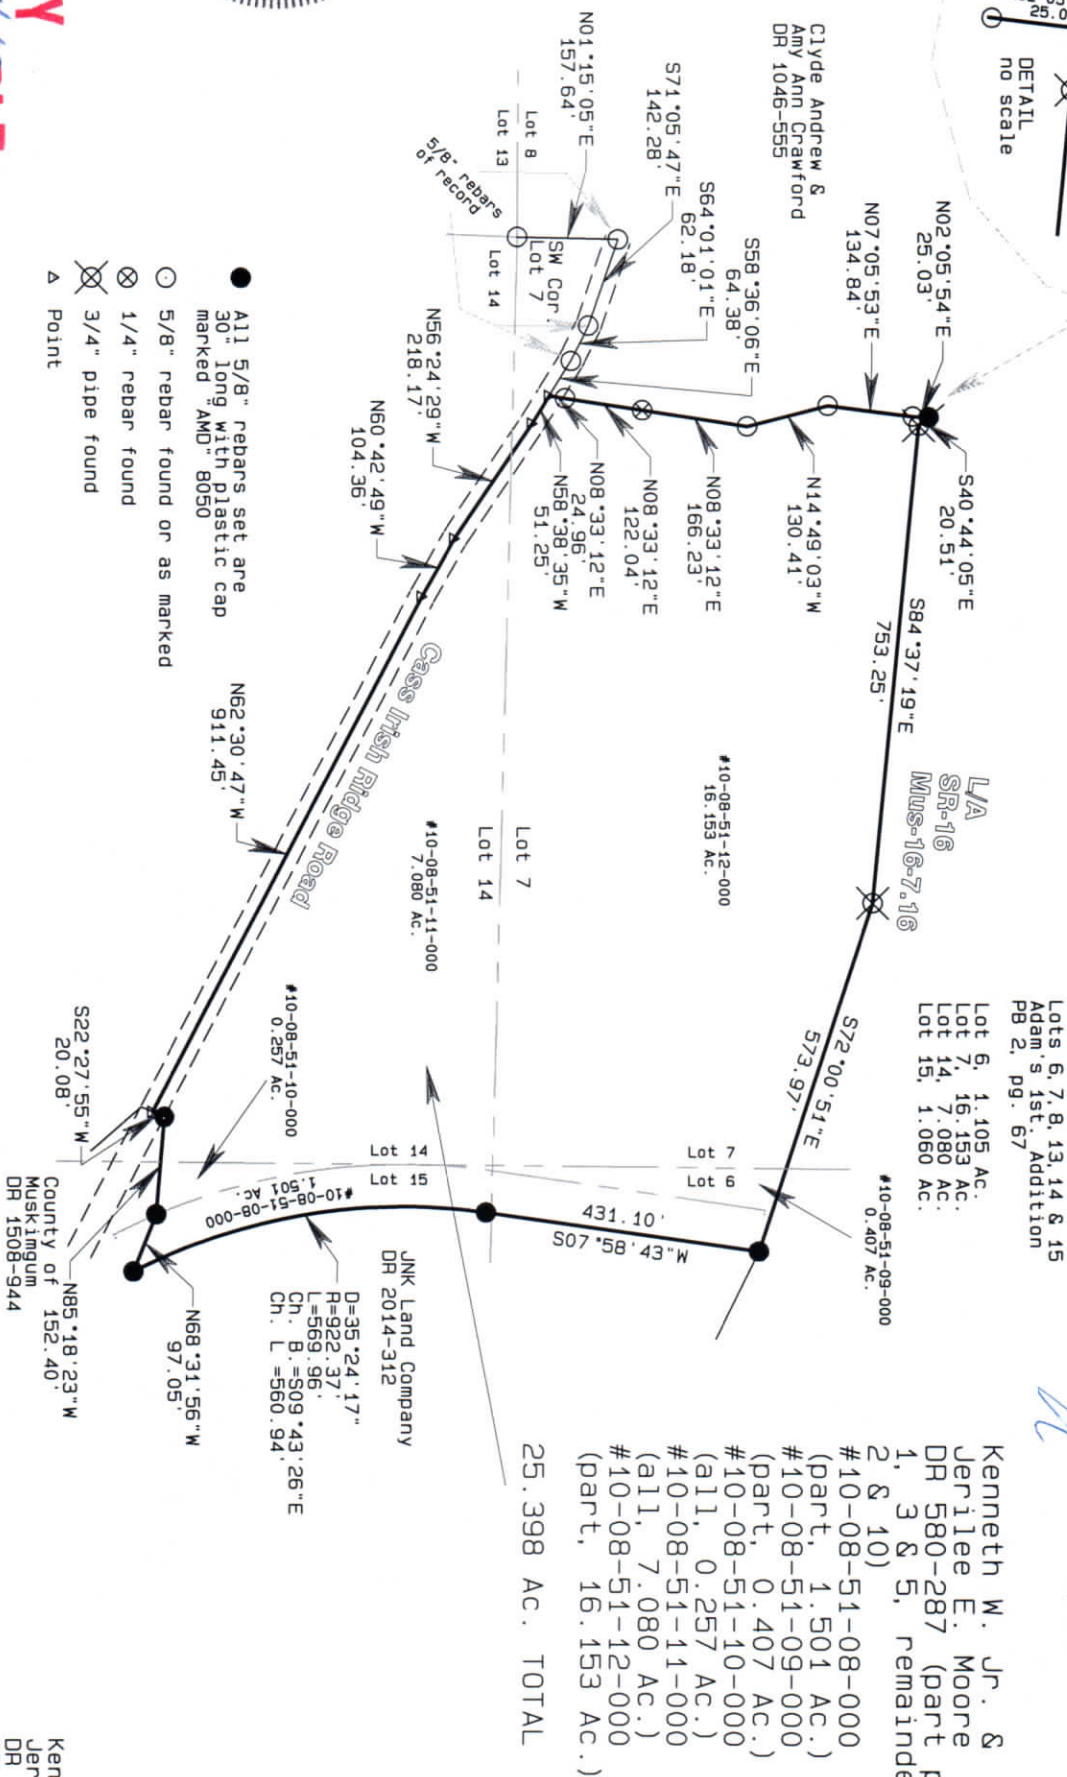 DETAIL
no scale
Clyde Andrew &
Amy Ann Crawford
DR 1046-555
N02°05'54"E
25.03'
N07°05'53"E
134.84'
S58°36'06"E
64.38'
S64°01'01"E
62.18'
S71°05'47"E
142.28'
N01°15'05"E
157.64'
Lot 8
Lot 13
5/8" rebars
of record
SW Cor.
Lot 7
Lot 14
S40°44'05"E
20.51'
N14°49'03"W
130.41'
N08°33'12"E
166.23'
N08°33'12"E
122.04'
N08°33'12"E
24.96'
N58°38'35"W
51.25'
N56°24'29"W
218.17'
N60°42'49"W
104.36'
N62°30'47"W
911.45'
Cass Irish Ridge Road
S84°37'19"E
753.25'
L/A
SR-16
Mus-16-7.16
#10-08-51-12-000
16.153 Ac.
Lot 7
Lot 14
#10-08-51-11-000
7.080 Ac.
#10-08-51-10-000
0.257 Ac.
S22°27'55"W
20.08'
S72°00'51"E
573.97'
Lots 6, 7, 8, 13, 14 & 15
Adam's 1st. Addition
PB 2, pg. 67
Lot 6, 1.105 Ac.
Lot 7, 16.153 Ac.
Lot 14, 7.080 Ac.
Lot 15, 1.060 Ac.
#10-08-51-09-000
0.407 Ac.
Lot 7
Lot 6
Lot 14
Lot 15
431.10'
S07°58'43"W
#10-08-51-08-000
1.501 Ac.
JNK Land Company
DR 2014-312
D=35°24'17"
R=922.37'
L=569.96'
Ch. B.=S09°43'26"E
Ch. L =560.94'
N68°31'56"W
97.05'
N85°18'23"W
152.40'
County of
Muskimgum
DR 1508-944
Kenneth W. Jr. &
Jerilee E. Moore
DR 580-287 (part
1, 3 & 5, remainde
2 & 10)
#10-08-51-08-000
(part, 1.501 Ac.)
#10-08-51-09-000
(part, 0.407 Ac.)
#10-08-51-10-000
(all, 0.257 Ac.)
#10-08-51-11-000
(all, 7.080 Ac.)
#10-08-51-12-000
(part, 16.153 Ac.)
25.398 Ac. TOTAL
All 5/8" rebars set are
30" long with plastic cap
marked "AMD" 8050
5/8" rebar found or as marked
1/4" rebar found
3/4" pipe found
Point
Ken
Jer
DR